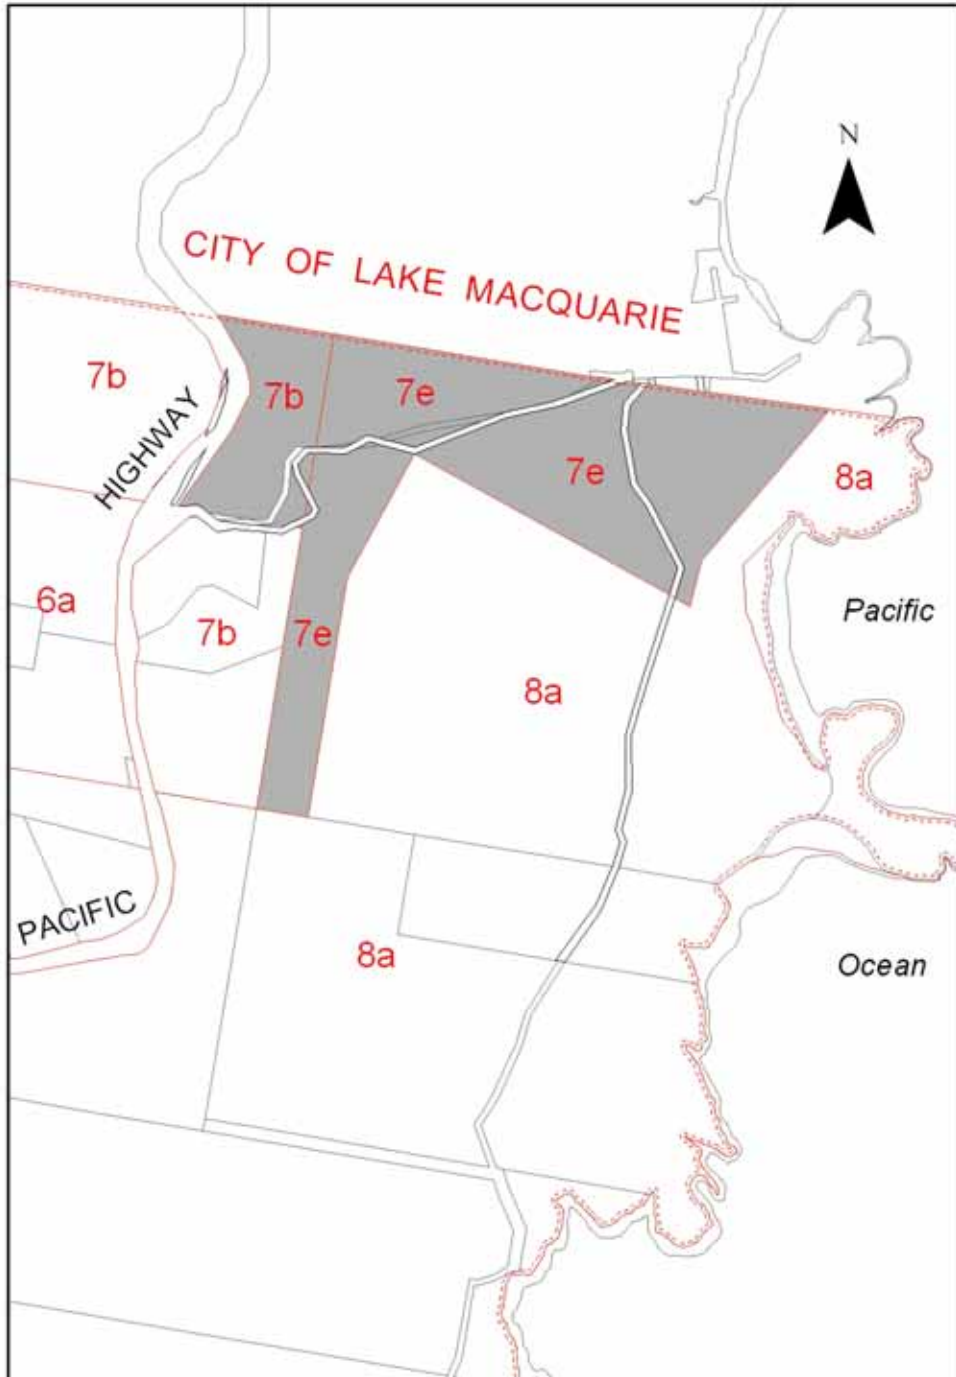 N
CITY OF LAKE MACQUARIE
7b
7b
7e
HIGHWAY
7e
8a
6a
7b
7e
Pacific
8a
PACIFIC
8a
Ocean